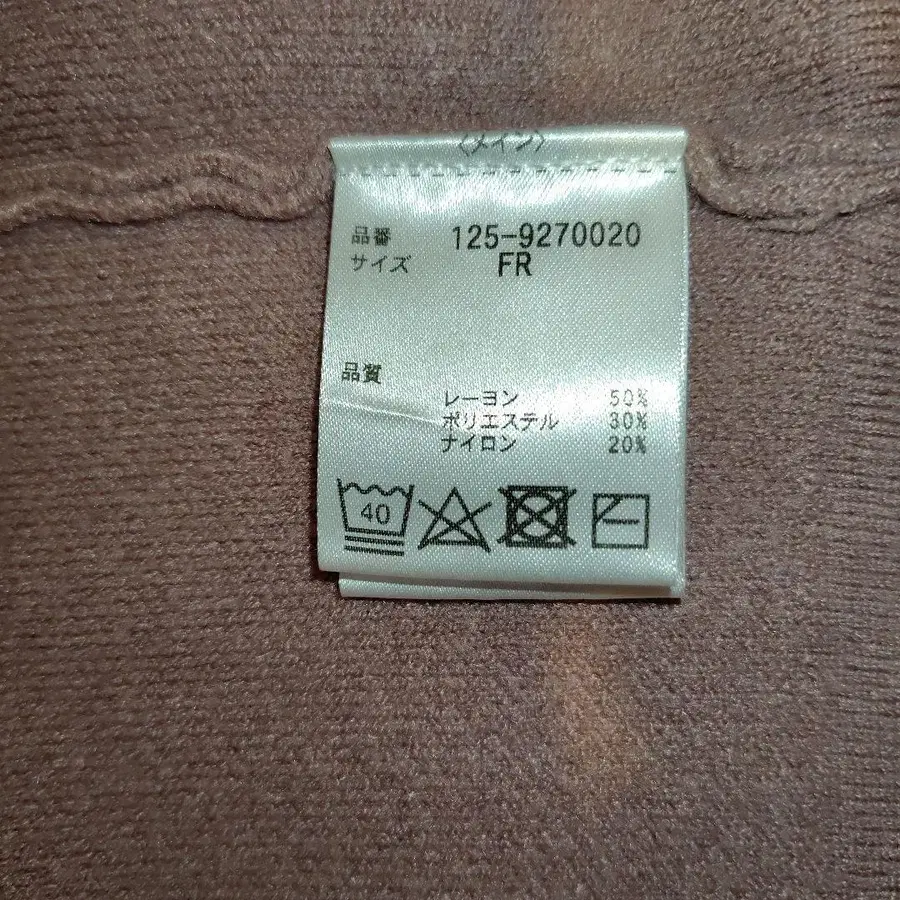 〈メイン〉
品番 125-9270020
サイズ FR
品質
レーヨン 50%
ポリエステル 30%
ナイロン 20%
40